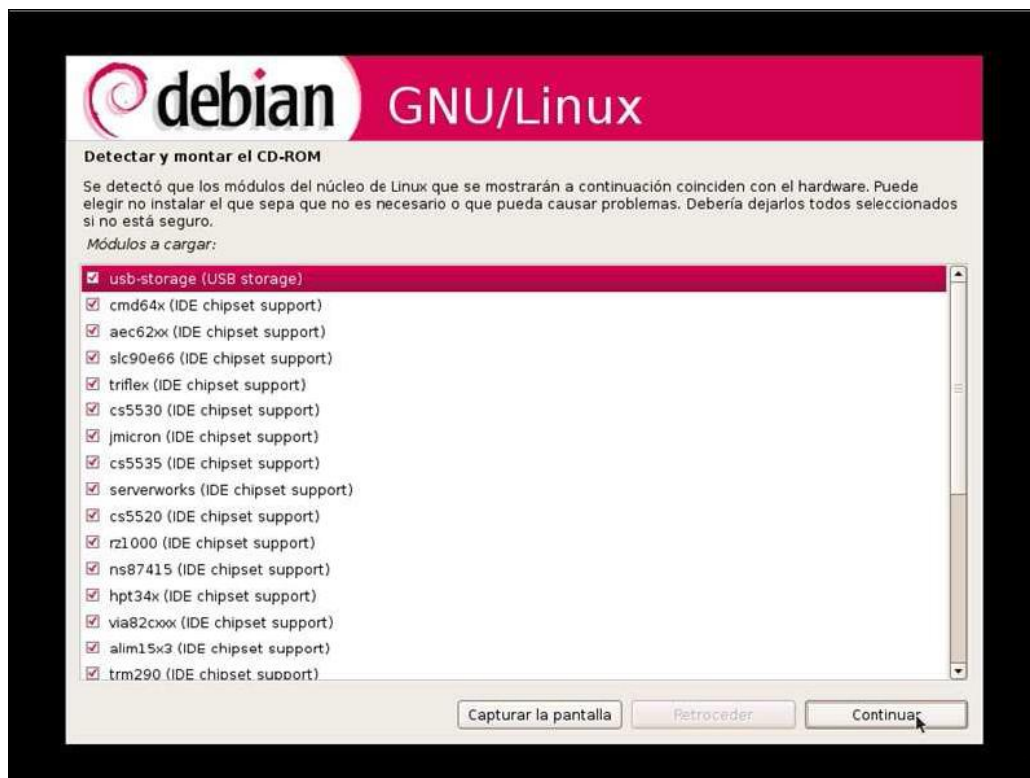 debian GNU/Linux
Detectar y montar el CD-ROM
Se detectó que los módulos del núcleo de Linux que se mostrarán a continuación coinciden con el hardware. Puede
elegir no instalar el que sepa que no es necesario o que pueda causar problemas. Debería dejarlos todos seleccionados
si no está seguro.
Módulos a cargar:
usb-storage (USB storage)
cmd64x (IDE chipset support)
aec62xx (IDE chipset support)
slc90e66 (IDE chipset support)
triflex (IDE chipset support)
cs5530 (IDE chipset support)
jmicron (IDE chipset support)
cs5535 (IDE chipset support)
serverworks (IDE chipset support)
cs5520 (IDE chipset support)
rz1000 (IDE chipset support)
ns87415 (IDE chipset support)
hpt34x (IDE chipset support)
via82cxxx (IDE chipset support)
alim15x3 (IDE chipset support)
trm290 (IDE chipset support)
Capturar la pantalla Retroceder Continuar